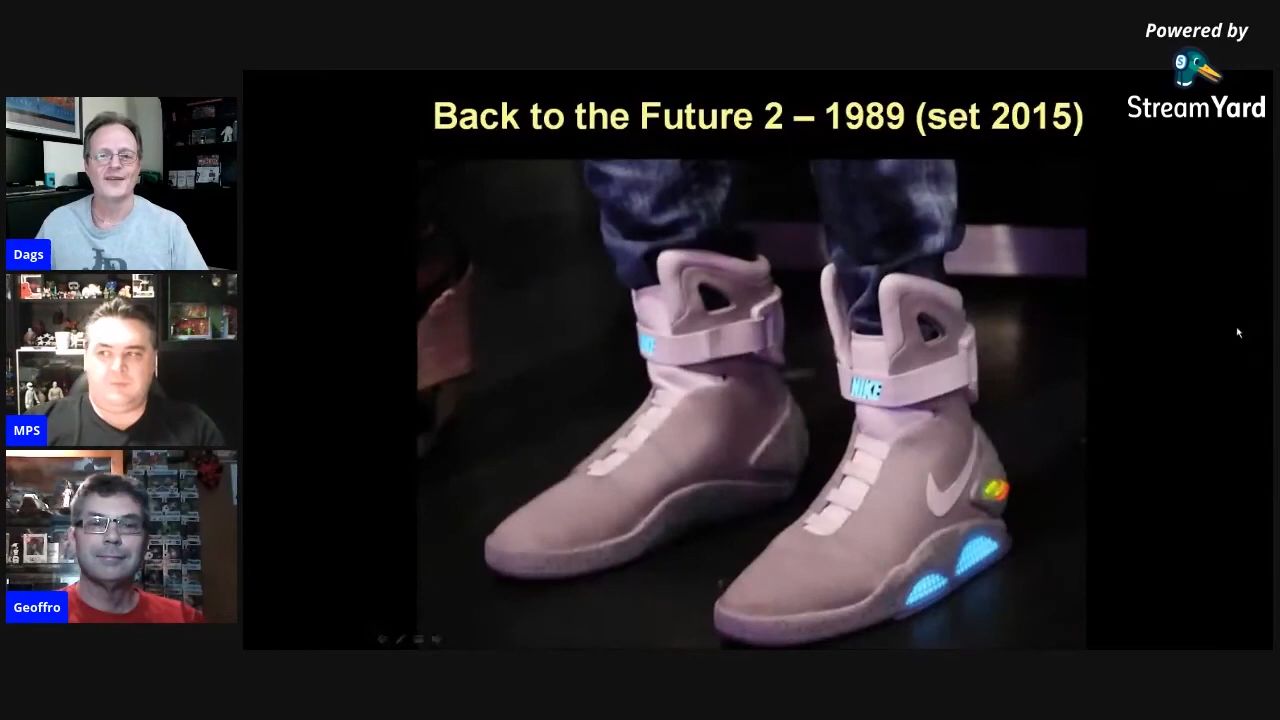 Powered by
StreamYard
Back to the Future 2 – 1989 (set 2015)
Dags
MPS
Geoffro
NIKE